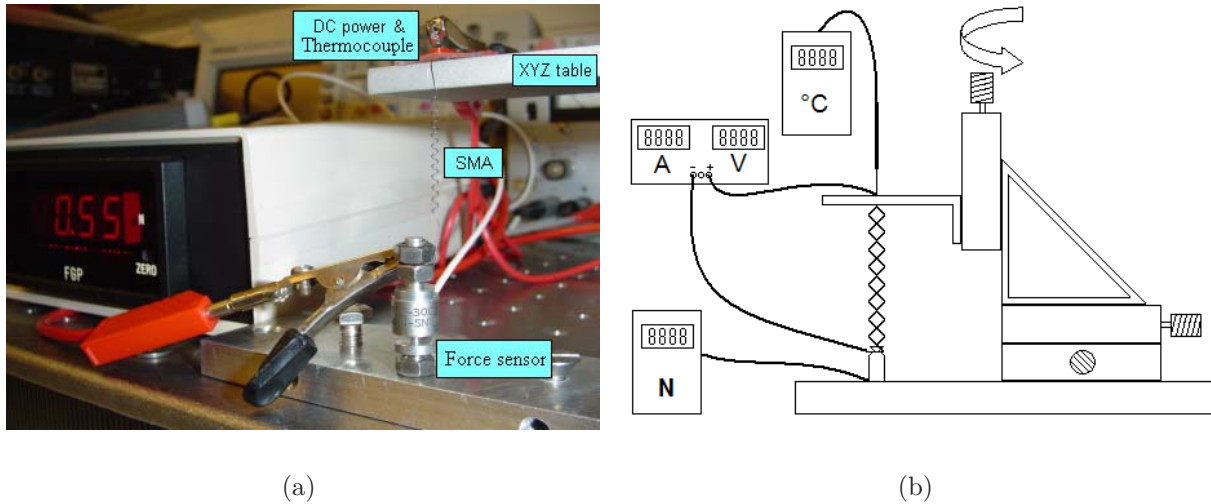 DC power &
Thermocouple
XYZ table
SMA
0.55 N
FGP ZERO
Force sensor
8888
°C
8888 8888
A V
- +
8888
N
(a) (b)